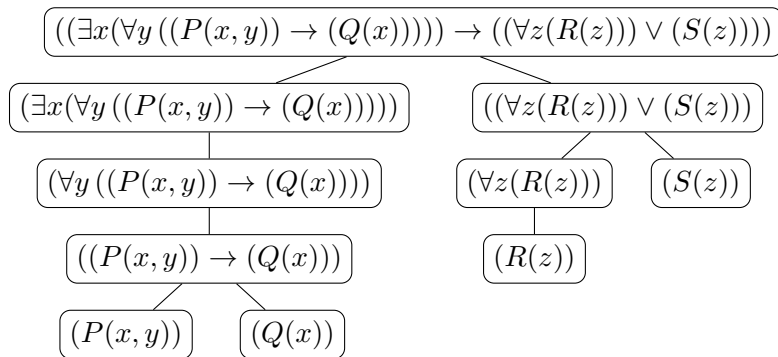 ((∃x(∀y ((P(x, y)) → (Q(x))))) → ((∀z(R(z))) ∨ (S(z))))
(∃x(∀y ((P(x, y)) → (Q(x))))) ((∀z(R(z))) ∨ (S(z)))
(∀y ((P(x, y)) → (Q(x)))) (∀z(R(z))) (S(z))
((P(x, y)) → (Q(x))) (R(z))
(P(x, y)) (Q(x))